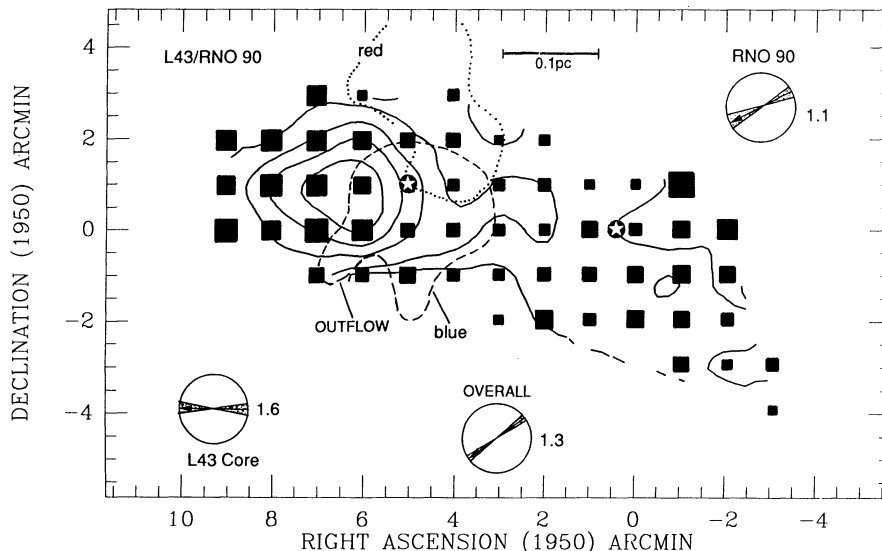 L43/RNO 90
red
0.1pc
RNO 90
1.1
4
2
0
-2
-4
DECLINATION (1950) ARCMIN
OUTFLOW
blue
1.6
L43 Core
OVERALL
1.3
10 8 6 4 2 0 -2 -4
RIGHT ASCENSION (1950) ARCMIN